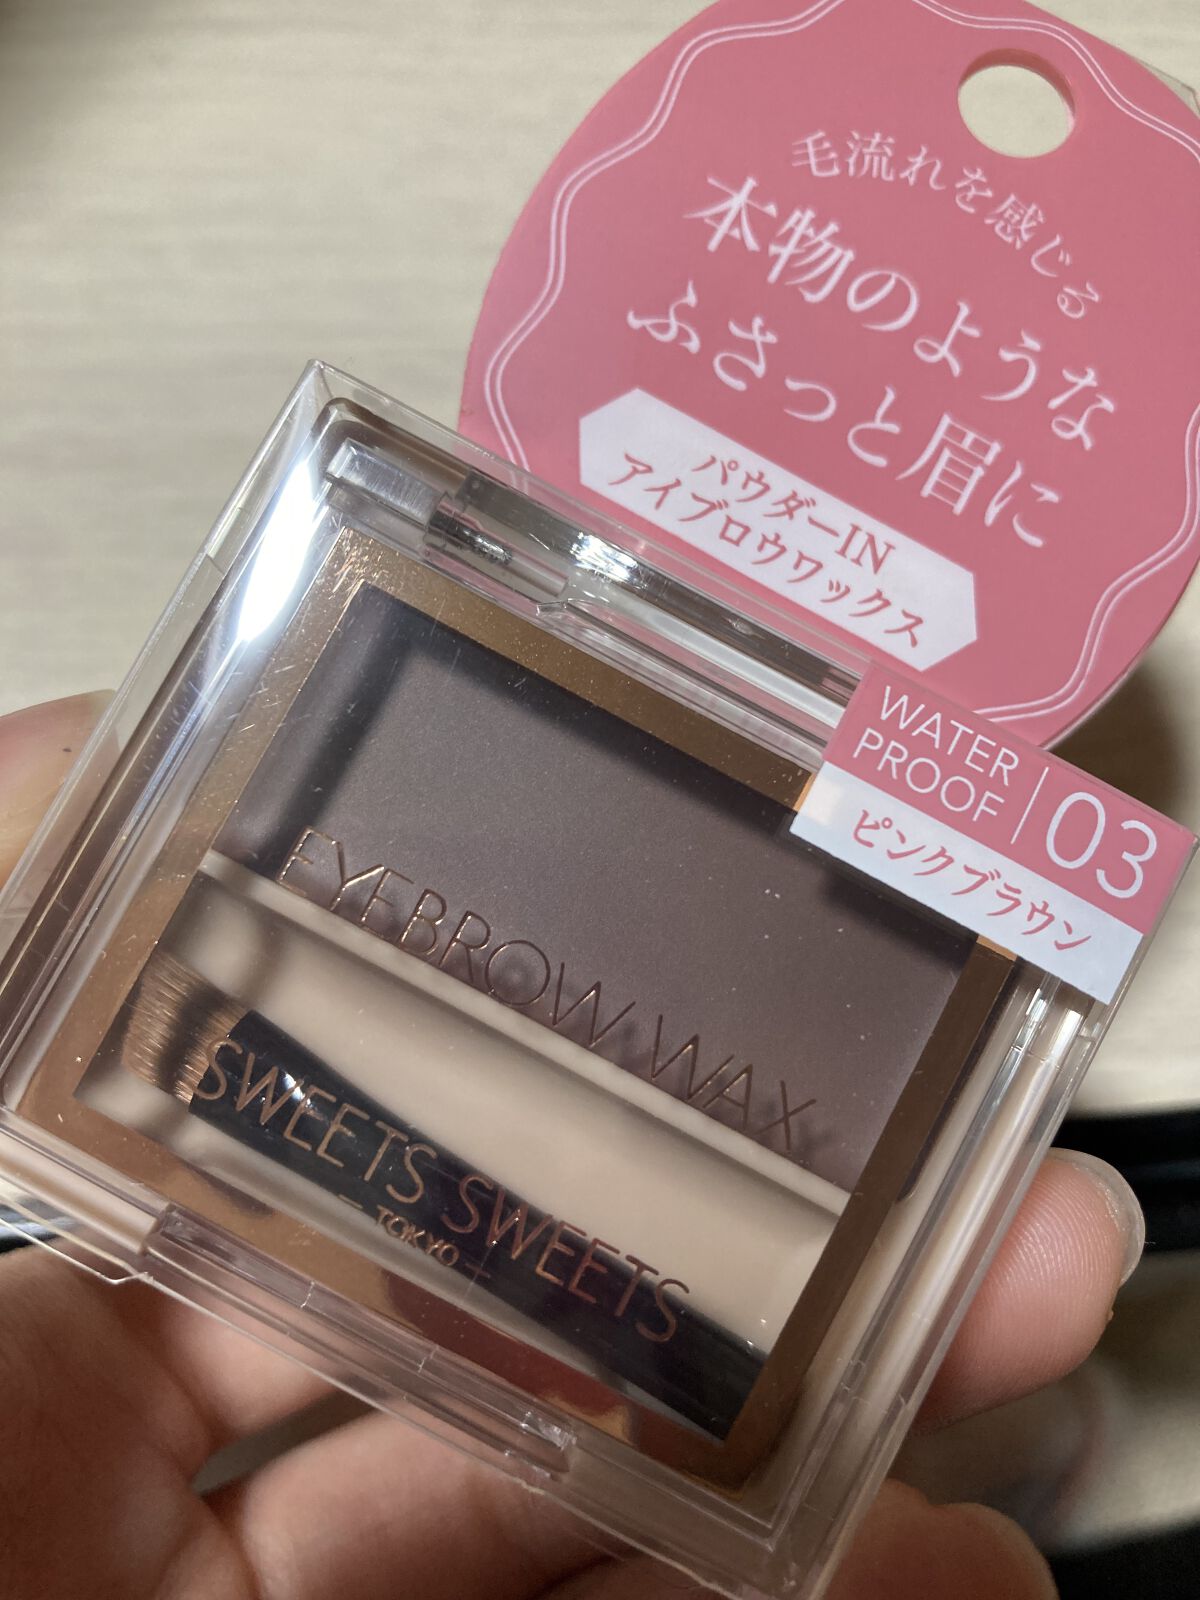 毛流れを感じる
本物のような
ふさっと眉に
パウダーIN
アイブロウワックス
WATER
PROOF
03
ピンクブラウン
EYEBROW WAX
SWEETS SWEETS
TOKYO